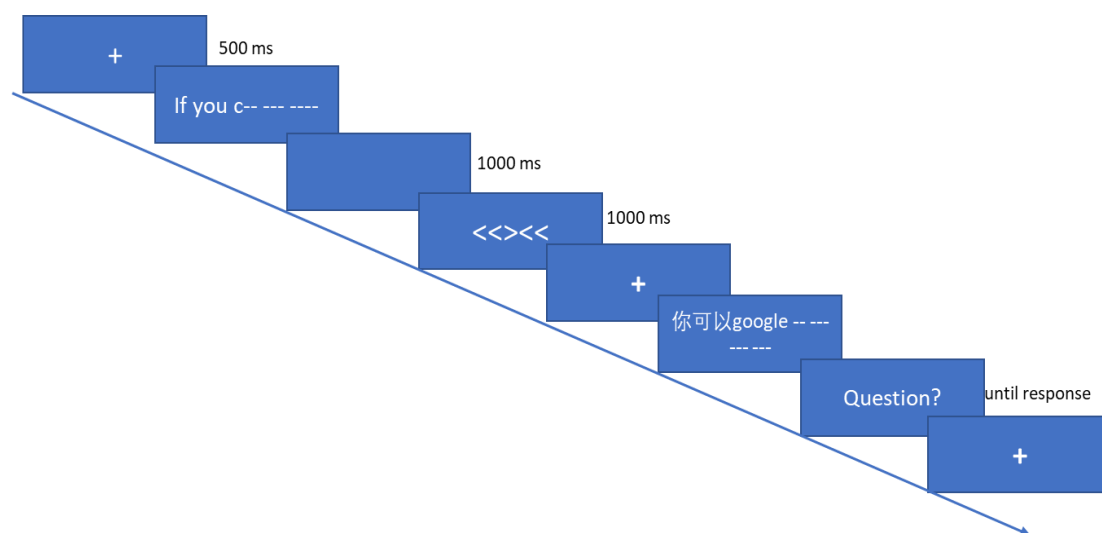 +
500 ms
If you c-- --- ----
1000 ms
<<><<
1000 ms
+
你可以google -- ---
--- ---
Question?
until response
+